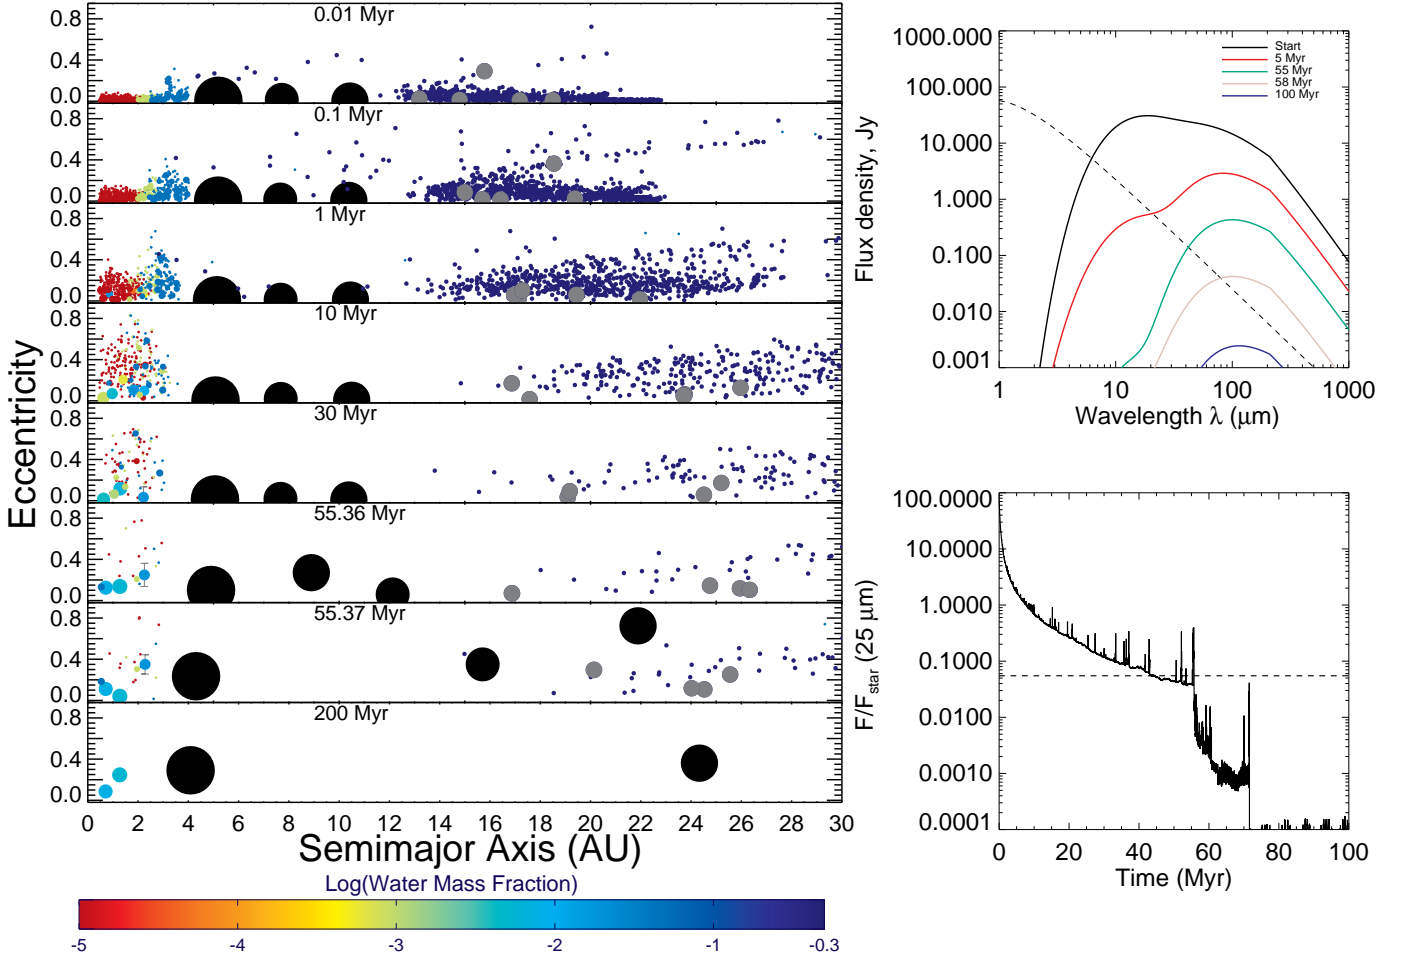 0.01 Myr
0.8
0.4
0.0
0.1 Myr
0.8
0.4
0.0
1 Myr
0.8
0.4
0.0
10 Myr
0.8
0.4
0.0
30 Myr
0.8
0.4
0.0
55.36 Myr
0.8
0.4
0.0
55.37 Myr
0.8
0.4
0.0
200 Myr
0.8
0.4
0.0
Eccentricity
0 2 4 6 8 10 12 14 16 18 20 22 24 26 28 30
Semimajor Axis (AU)
Log(Water Mass Fraction)
-5 -4 -3 -2 -1 -0.3
1000.000
100.000
10.000
1.000
0.100
0.010
0.001
Flux density, Jy
Start
5 Myr
55 Myr
58 Myr
100 Myr
1 10 100 1000
Wavelength λ (μm)
100.0000
10.0000
1.0000
0.1000
0.0100
0.0010
0.0001
F/Fstar (25 μm)
0 20 40 60 80 100
Time (Myr)